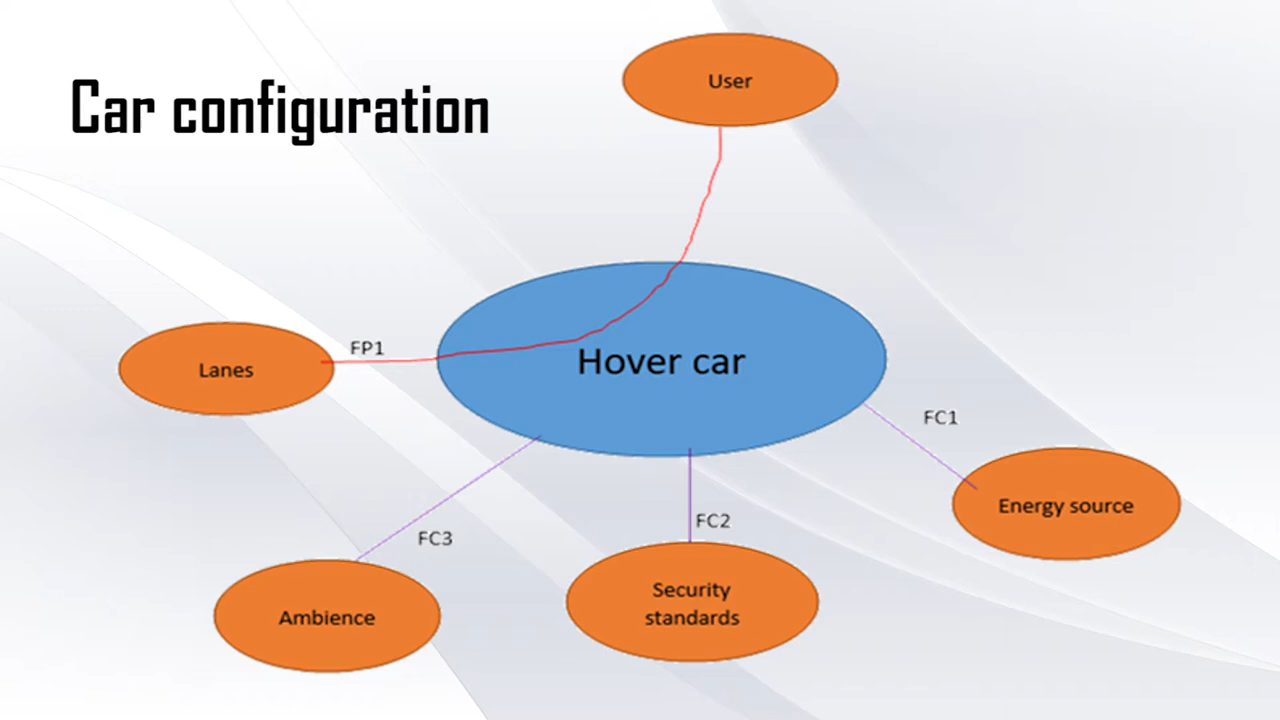 Car configuration
User
FP1
Lanes
Hover car
FC1
Energy source
FC2
FC3
Security
standards
Ambience